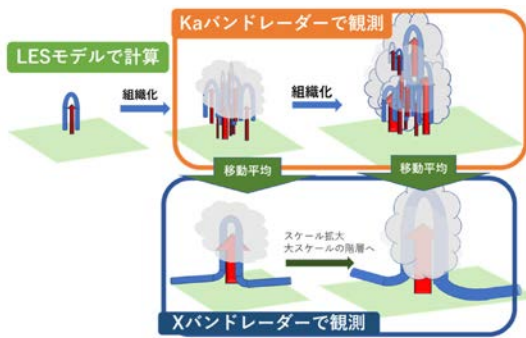 Kaバンドレーダーで観測
LESモデルで計算
組織化
組織化
移動平均
移動平均
スケール拡大
大スケールの階層へ
Xバンドレーダーで観測